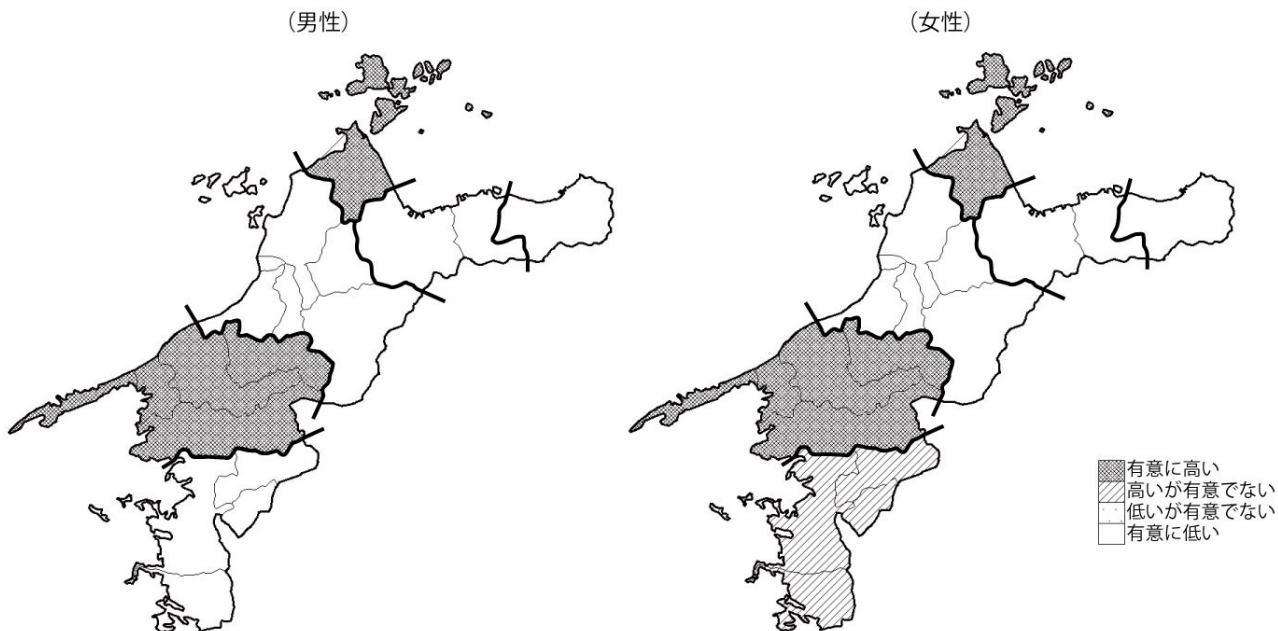 (男性)
(女性)
有意に高い
高いが有意でない
低いが有意でない
有意に低い